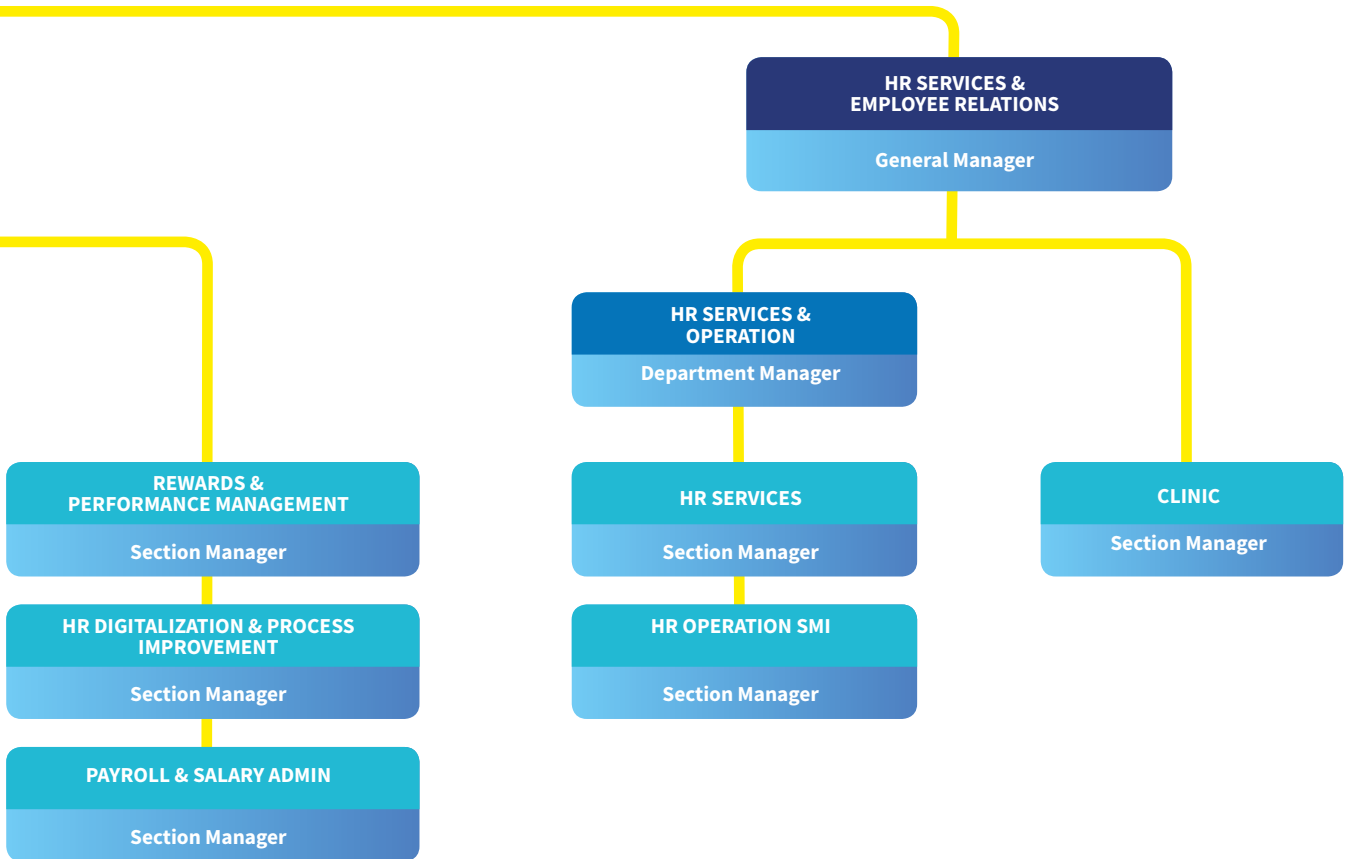 HR SERVICES &
EMPLOYEE RELATIONS
General Manager
HR SERVICES &
OPERATION
Department Manager
REWARDS &
PERFORMANCE MANAGEMENT
Section Manager
HR DIGITALIZATION & PROCESS
IMPROVEMENT
Section Manager
PAYROLL & SALARY ADMIN
Section Manager
HR SERVICES
Section Manager
HR OPERATION SMI
Section Manager
CLINIC
Section Manager